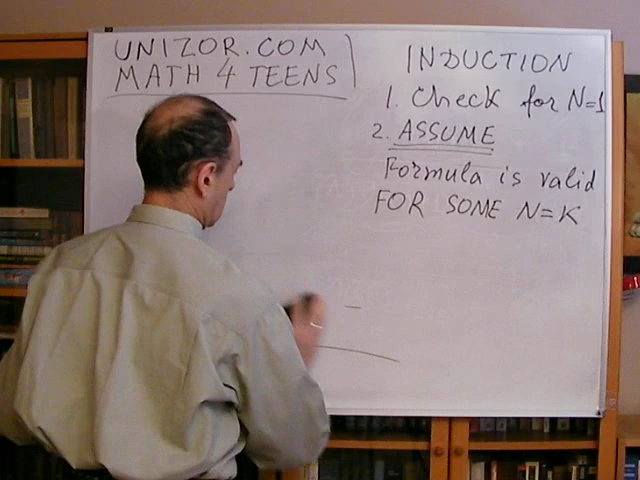 UNIZOR.COM
MATH 4 TEENS
INDUCTION
1. Check for N=1
2. ASSUME
Formula is valid
FOR SOME N=K